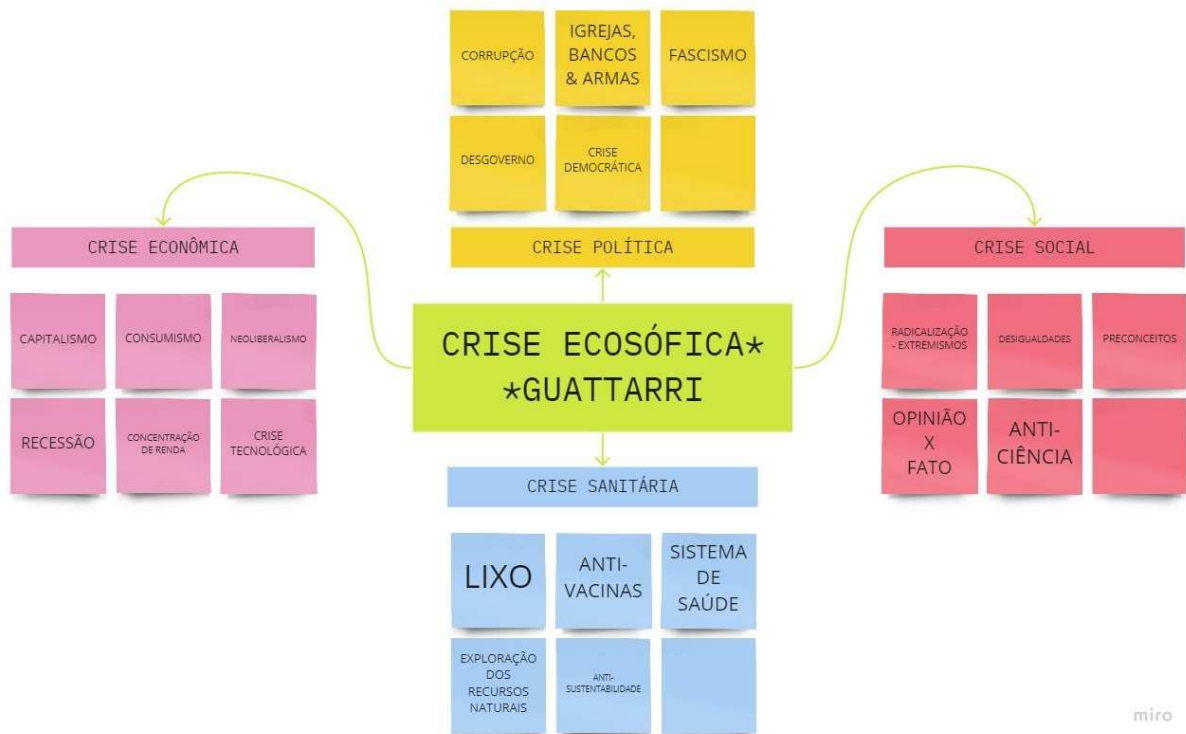 CORRUPÇÃO
IGREJAS,
BANCOS
& ARMAS
FASCISMO
DESGOVERNO
CRISE
DEMOCRÁTICA
CRISE POLÍTICA
CRISE ECONÔMICA
CAPITALISMO
CONSUMISMO
NEOLIBERALISMO
RECESSÃO
CONCENTRAÇÃO
DE RENDA
CRISE
TECNOLÓGICA
CRISE ECOSÓFICA*
*GUATTARRI
CRISE SOCIAL
RADICALIZAÇÃO
- EXTREMISMOS
DESIGUALDADES
PRECONCEITOS
OPINIÃO
X
FATO
ANTI-
CIÊNCIA
CRISE SANITÁRIA
LIXO
ANTI-
VACINAS
SISTEMA
DE
SAÚDE
EXPLORAÇÃO
DOS
RECURSOS
NATURAIS
ANTI-
SUSTENTABILIDADE
miro